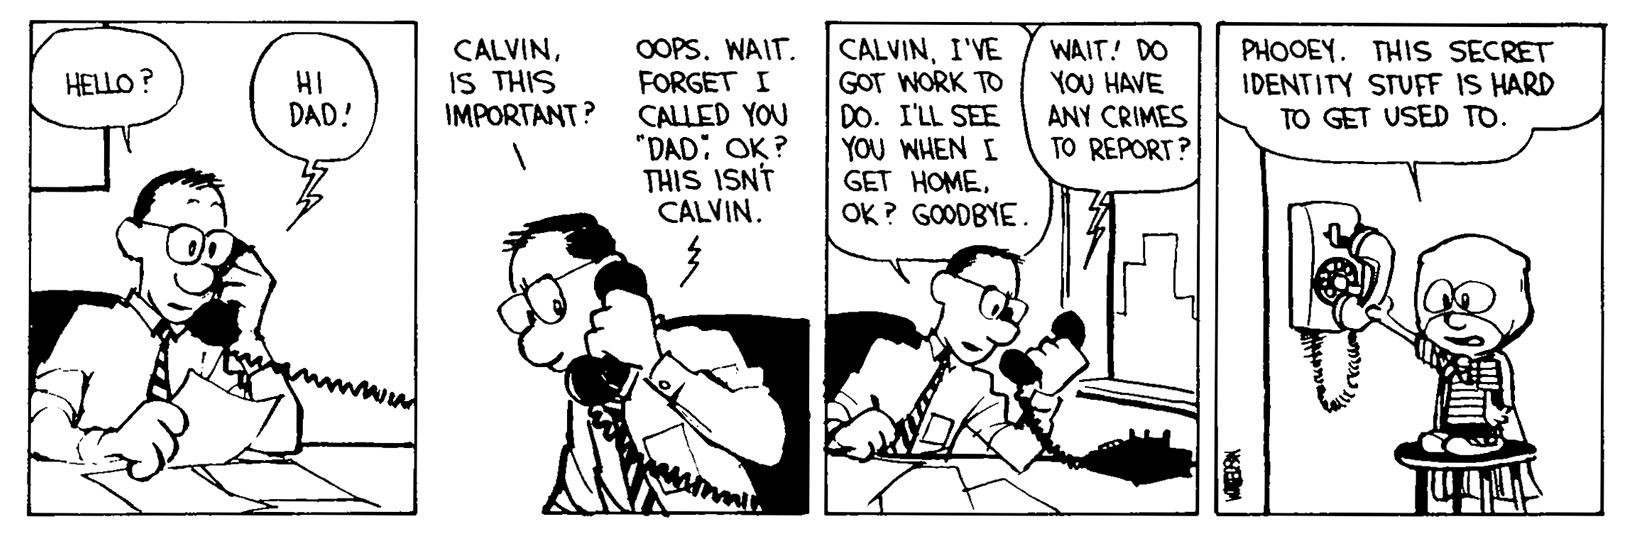 HELLO?
HI
DAD!
CALVIN,
IS THIS
IMPORTANT?
OOPS. WAIT.
FORGET I
CALLED YOU
"DAD", OK?
THIS ISN'T
CALVIN.
CALVIN, I'VE
GOT WORK TO
DO. I'LL SEE
YOU WHEN I
GET HOME,
OK? GOODBYE.
WAIT! DO
YOU HAVE
ANY CRIMES
TO REPORT?
PHOOEY. THIS SECRET
IDENTITY STUFF IS HARD
TO GET USED TO.
WATTERSON